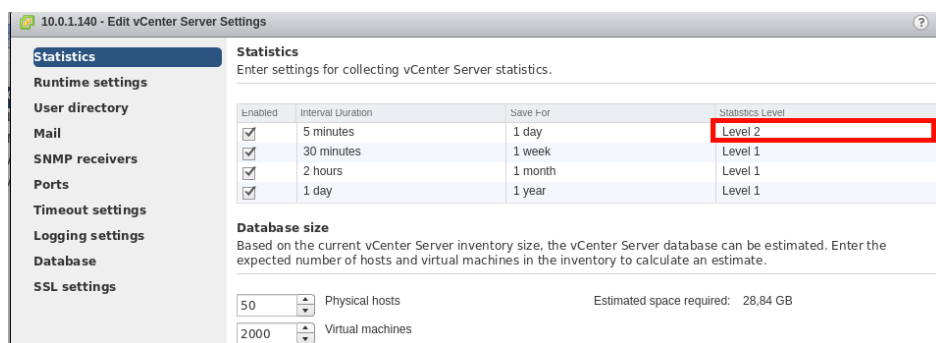 10.0.1.140 - Edit vCenter Server Settings ?
Statistics
Runtime settings
User directory
Mail
SNMP receivers
Ports
Timeout settings
Logging settings
Database
SSL settings
Statistics
Enter settings for collecting vCenter Server statistics.
Enabled Interval Duration Save For Statistics Level
5 minutes 1 day Level 2
30 minutes 1 week Level 1
2 hours 1 month Level 1
1 day 1 year Level 1
Database size
Based on the current vCenter Server inventory size, the vCenter Server database can be estimated. Enter the
expected number of hosts and virtual machines in the inventory to calculate an estimate.
50 Physical hosts Estimated space required: 28,84 GB
2000 Virtual machines